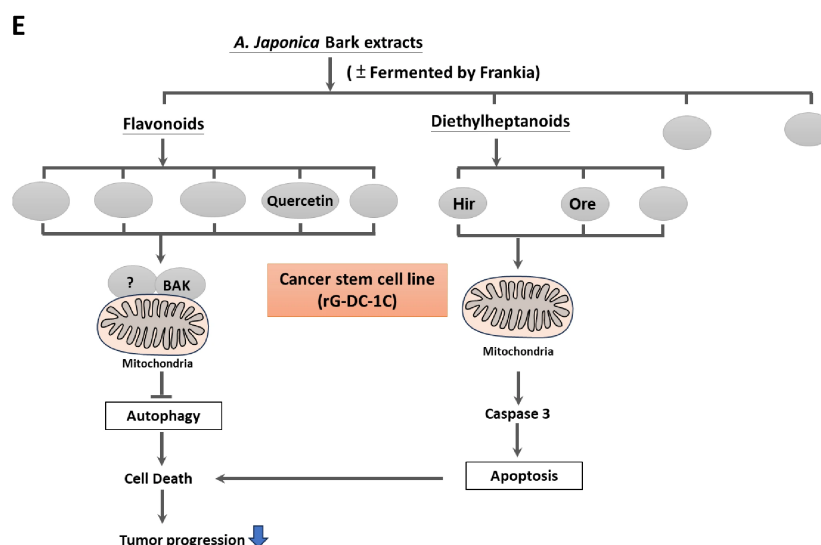 E
A. Japonica Bark extracts
( ± Fermented by Frankia)
Flavonoids
Diethylheptanoids
Quercetin
Hir
Ore
? BAK
Cancer stem cell line
(rG-DC-1C)
Mitochondria
Mitochondria
Autophagy
Caspase 3
Cell Death
Apoptosis
Tumor progression